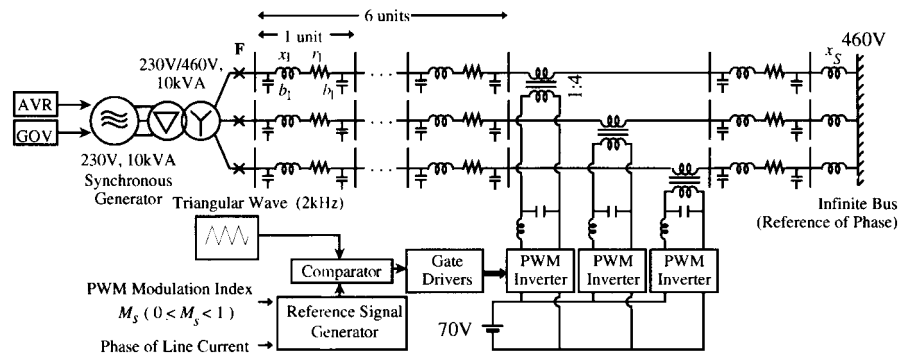 6 units
1 unit
F
x1 r1
b1 b1
230V/460V,
10kVA
AVR
GOV
230V, 10kVA
Synchronous
Generator
1:4
xS
460V
Infinite Bus
(Reference of Phase)
Triangular Wave (2kHz)
Comparator
Gate
Drivers
PWM
Inverter
PWM
Inverter
PWM
Inverter
PWM Modulation Index
Ms ( 0 < Ms < 1 )
Reference Signal
Generator
Phase of Line Current
70V